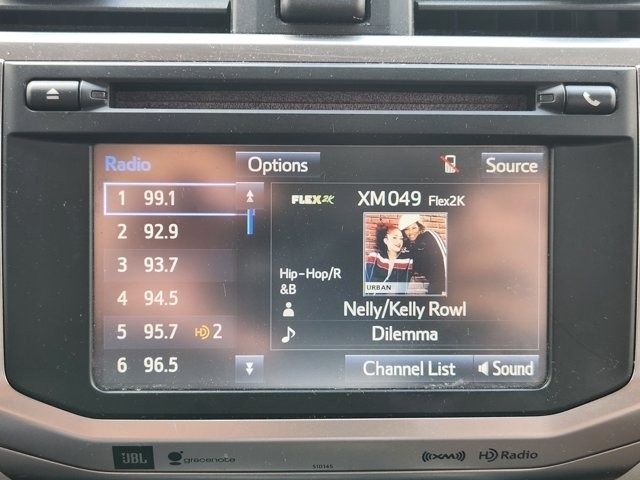 Radio
Options
Source
1 99.1
2 92.9
3 93.7
4 94.5
5 95.7 HD 2
6 96.5
FLEX2K
XM049 Flex2K
URBAN
Hip-Hop/R
&B
Nelly/Kelly Rowl
Dilemma
Channel List
Sound
JBL
gracenote
510145
((XM))
HD Radio